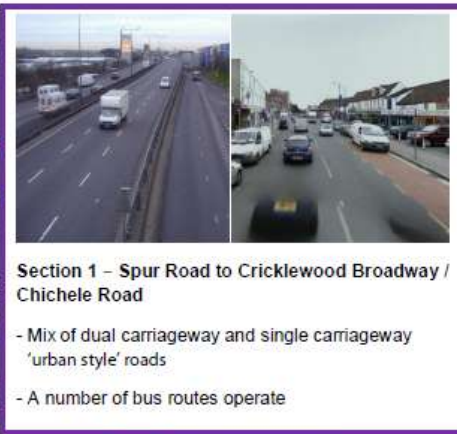 Section 1 – Spur Road to Cricklewood Broadway /
Chichele Road
- Mix of dual carriageway and single carriageway
'urban style' roads
- A number of bus routes operate